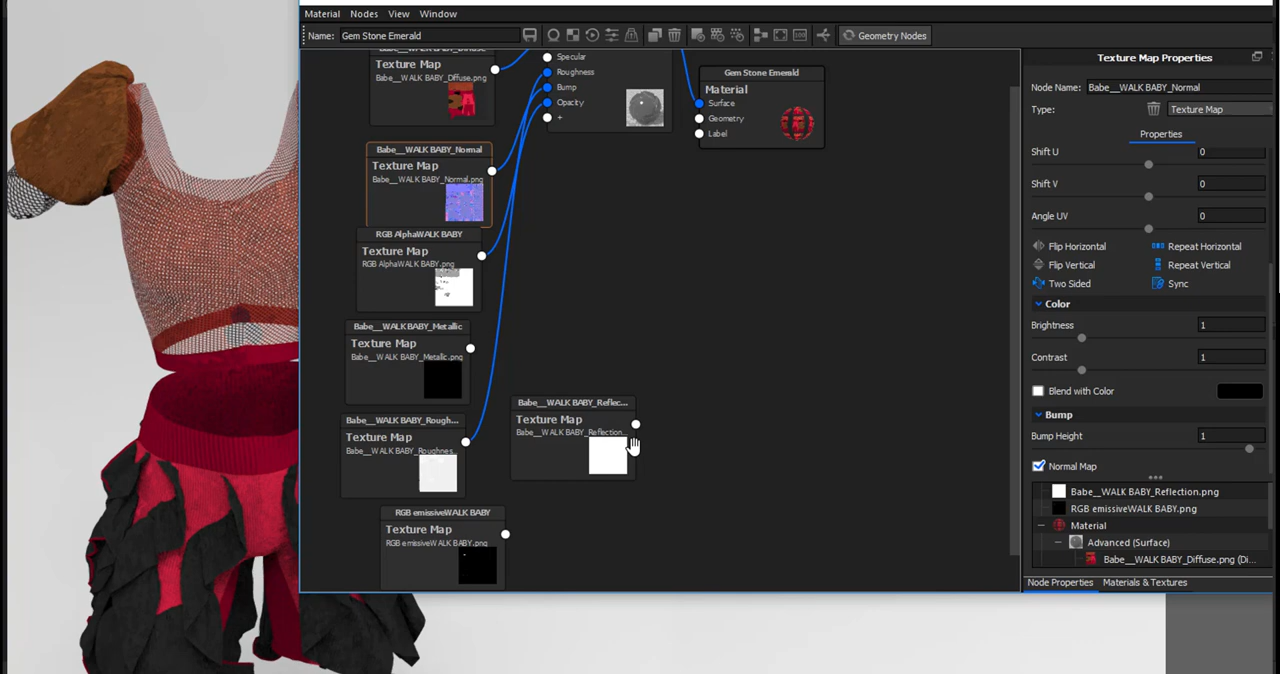 Material Nodes View Window
Name: Gem Stone Emerald
Geometry Nodes
Texture Map
Babe__WALK BABY_Diffuse.png
Specular
Roughness
Bump
Opacity
+
Gem Stone Emerald
Material
Surface
Geometry
Label
Babe__WALK BABY_Normal
Texture Map
Babe__WALK BABY_Normal.png
RGB AlphaWALK BABY
Texture Map
RGB AlphaWALK BABY.png
Babe__WALK BABY_Metallic
Texture Map
Babe__WALK BABY_Metallic.png
Babe__WALK BABY_Rough...
Texture Map
Babe__WALK BABY_Roughnes...
Babe__WALK BABY_Reflec...
Texture Map
Babe__WALK BABY_Reflection...
RGB emissiveWALK BABY
Texture Map
RGB emissiveWALK BABY.png
Texture Map Properties
Node Name: Babe__WALK BABY_Normal
Type: Texture Map
Properties
Shift U 0
Shift V 0
Angle UV 0
Flip Horizontal Repeat Horizontal
Flip Vertical Repeat Vertical
Two Sided Sync
Color
Brightness 1
Contrast 1
Blend with Color
Bump
Bump Height 1
Normal Map
Babe__WALK BABY_Reflection.png
RGB emissiveWALK BABY.png
Material
Advanced (Surface)
Babe__WALK BABY_Diffuse.png (Di...
Node Properties Materials & Textures